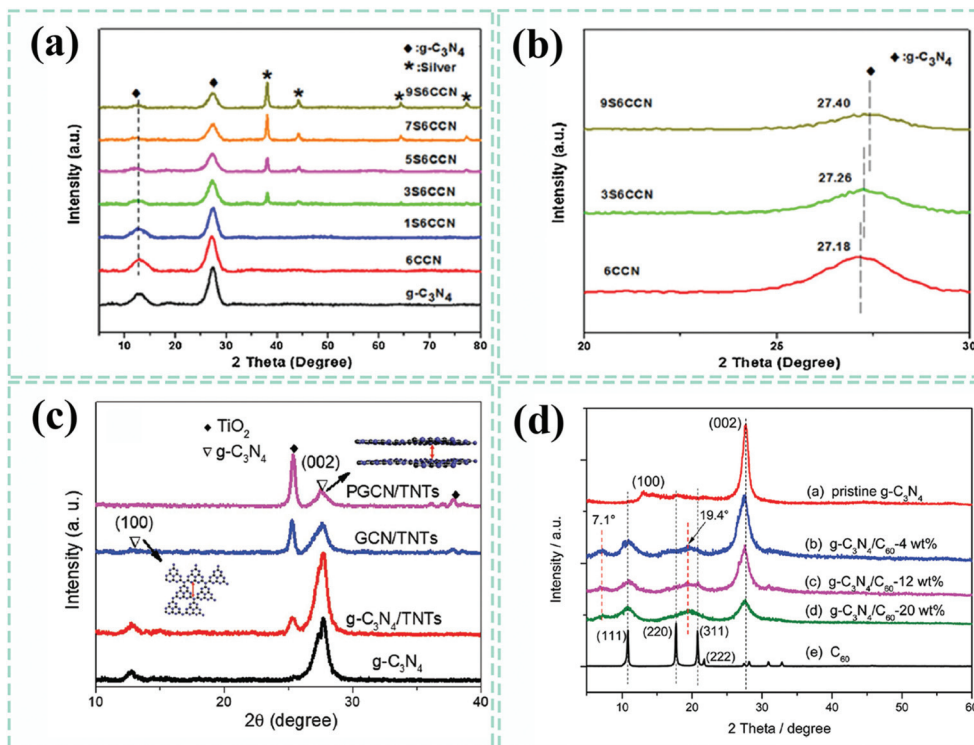 (a)
◆:g-C₃N₄
*:Silver
9S6CCN
7S6CCN
5S6CCN
3S6CCN
1S6CCN
6CCN
g-C₃N₄
Intensity (a.u.)
10 20 30 40 50 60 70 80
2 Theta (Degree)
(b)
◆:g-C₃N₄
9S6CCN
27.40
3S6CCN
27.26
27.18
6CCN
Intensity (a.u.)
20 25 30
2 Theta (Degree)
(c)
◆ TiO₂
▽ g-C₃N₄
(002)
PGCN/TNTs
(100)
GCN/TNTs
g-C₃N₄/TNTs
g-C₃N₄
Intensity (a. u.)
10 20 30 40
2θ (degree)
(d)
(002)
(100)
(a) pristine g-C₃N₄
7.1°
19.4°
(b) g-C₃N₄/C₆₀-4 wt%
(c) g-C₃N₄/C₆₀-12 wt%
(d) g-C₃N₄/C₆₀-20 wt%
(111)
(220)
(311)
(222)
(e) C₆₀
Intensity / a.u.
5 10 20 30 40 50 60
2 Theta / degree